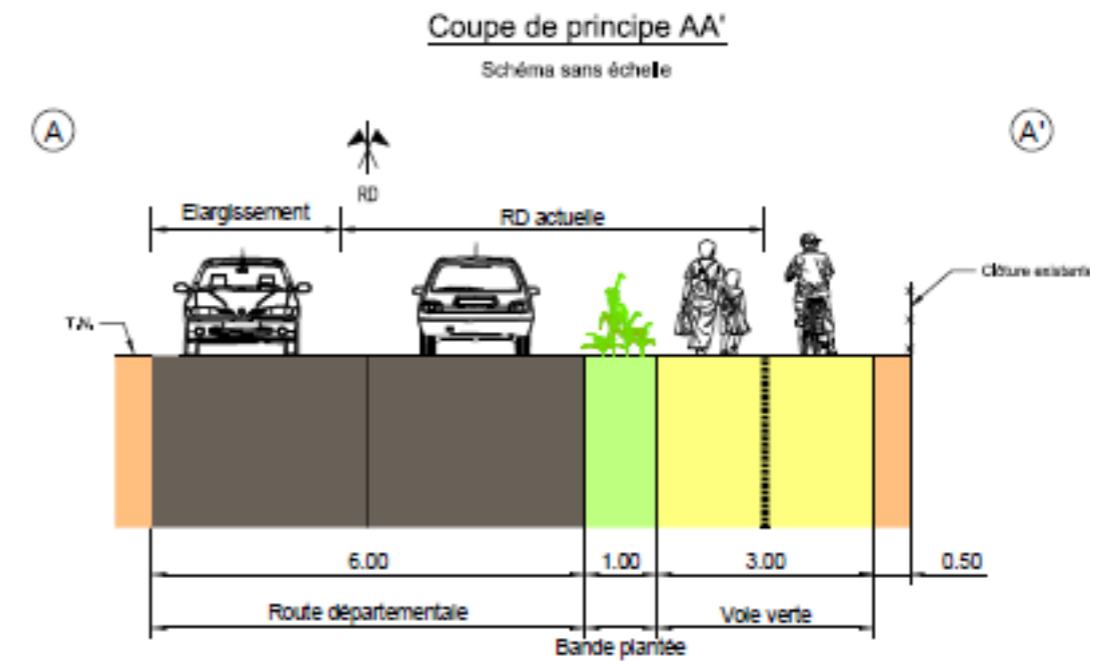 Coupe de principe AA'
Schéma sans échelle
A
A'
RD
Elargissement
RD actuelle
Clôture existante
T.N.
6.00
1.00
3.00
0.50
Route départementale
Voie verte
Bande plantée